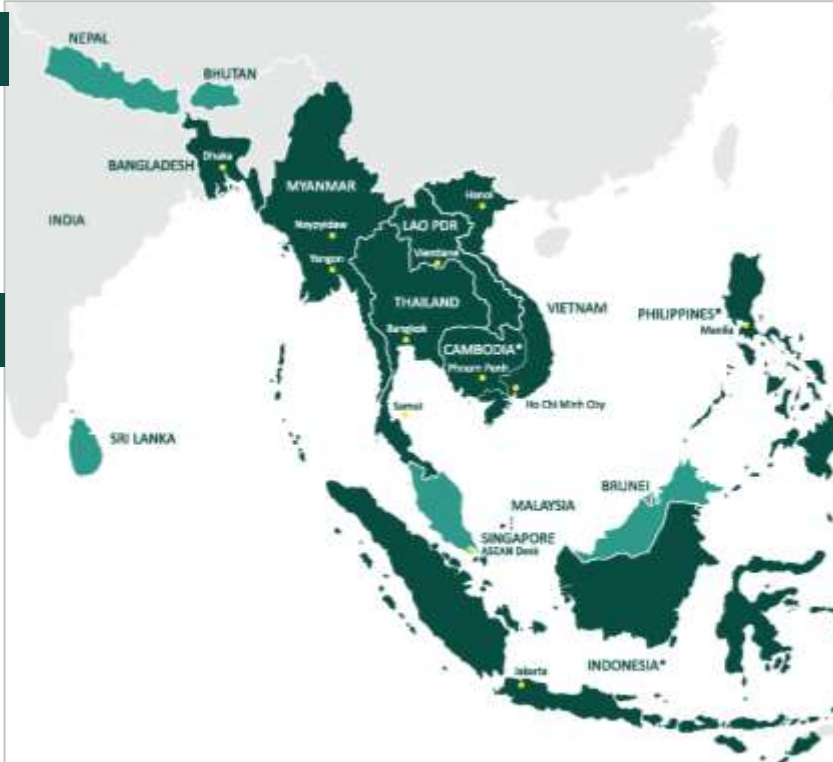 NEPAL
BHUTAN
Dhaka
BANGLADESH
MYANMAR
Hanoi
INDIA
LAO PDR
Naypyidaw
Vientiane
Yangon
THAILAND
VIETNAM
PHILIPPINES*
Manila
Bangkok
CAMBODIA*
Phnom Penh
Ho Chi Minh City
Samui
SRI LANKA
BRUNEI
MALAYSIA
SINGAPORE
ASEAN Desk
INDONESIA*
Jakarta